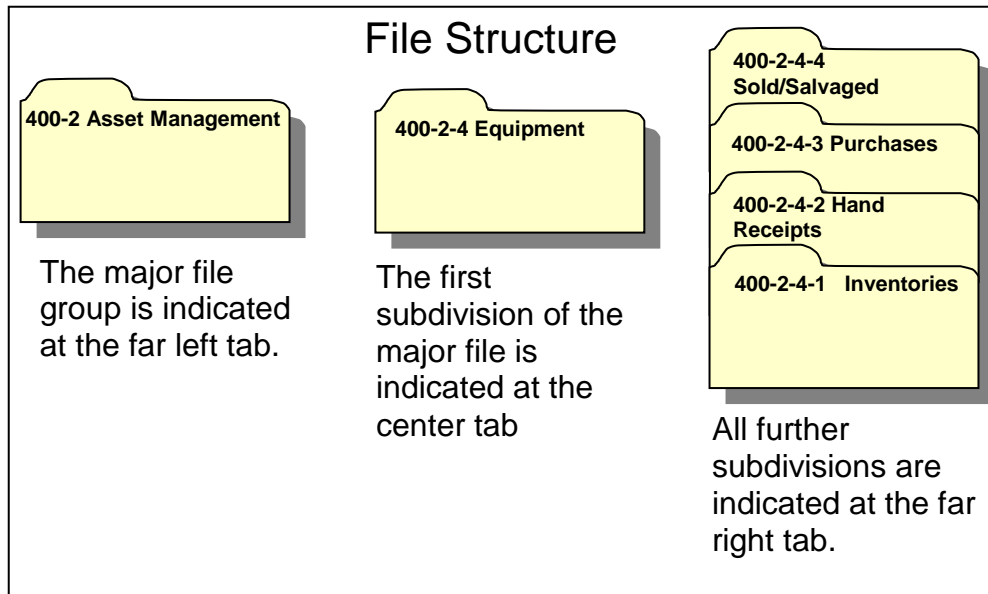 File Structure
400-2 Asset Management
The major file
group is indicated
at the far left tab.
400-2-4 Equipment
The first
subdivision of the
major file is
indicated at the
center tab
400-2-4-4
Sold/Salvaged
400-2-4-3 Purchases
400-2-4-2 Hand
Receipts
400-2-4-1 Inventories
All further
subdivisions are
indicated at the far
right tab.